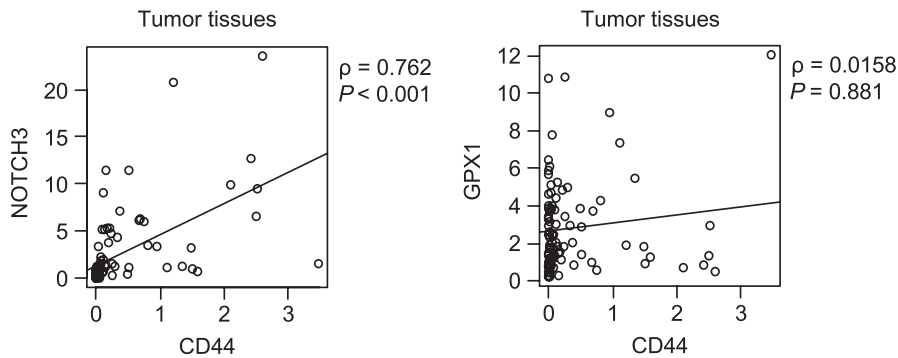 Tumor tissues
ρ = 0.762
P < 0.001
NOTCH3
20
15
10
5
0
0 1 2 3
CD44
Tumor tissues
ρ = 0.0158
P = 0.881
GPX1
12
10
8
6
4
2
0
0 1 2 3
CD44